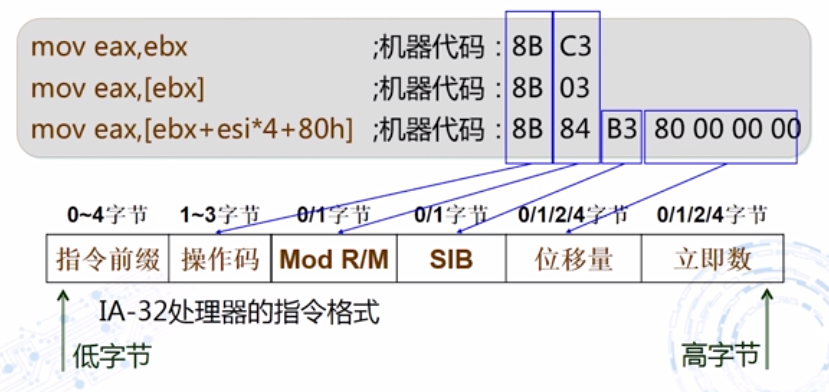 mov eax,ebx ;机器代码：8B C3
mov eax,[ebx] ;机器代码：8B 03
mov eax,[ebx+esi*4+80h] ;机器代码：8B 84 B3 80 00 00 00
0~4字节 1~3字节 0/1字节 0/1字节 0/1/2/4字节 0/1/2/4字节
指令前缀 操作码 Mod R/M SIB 位移量 立即数
IA-32处理器的指令格式
低字节 高字节